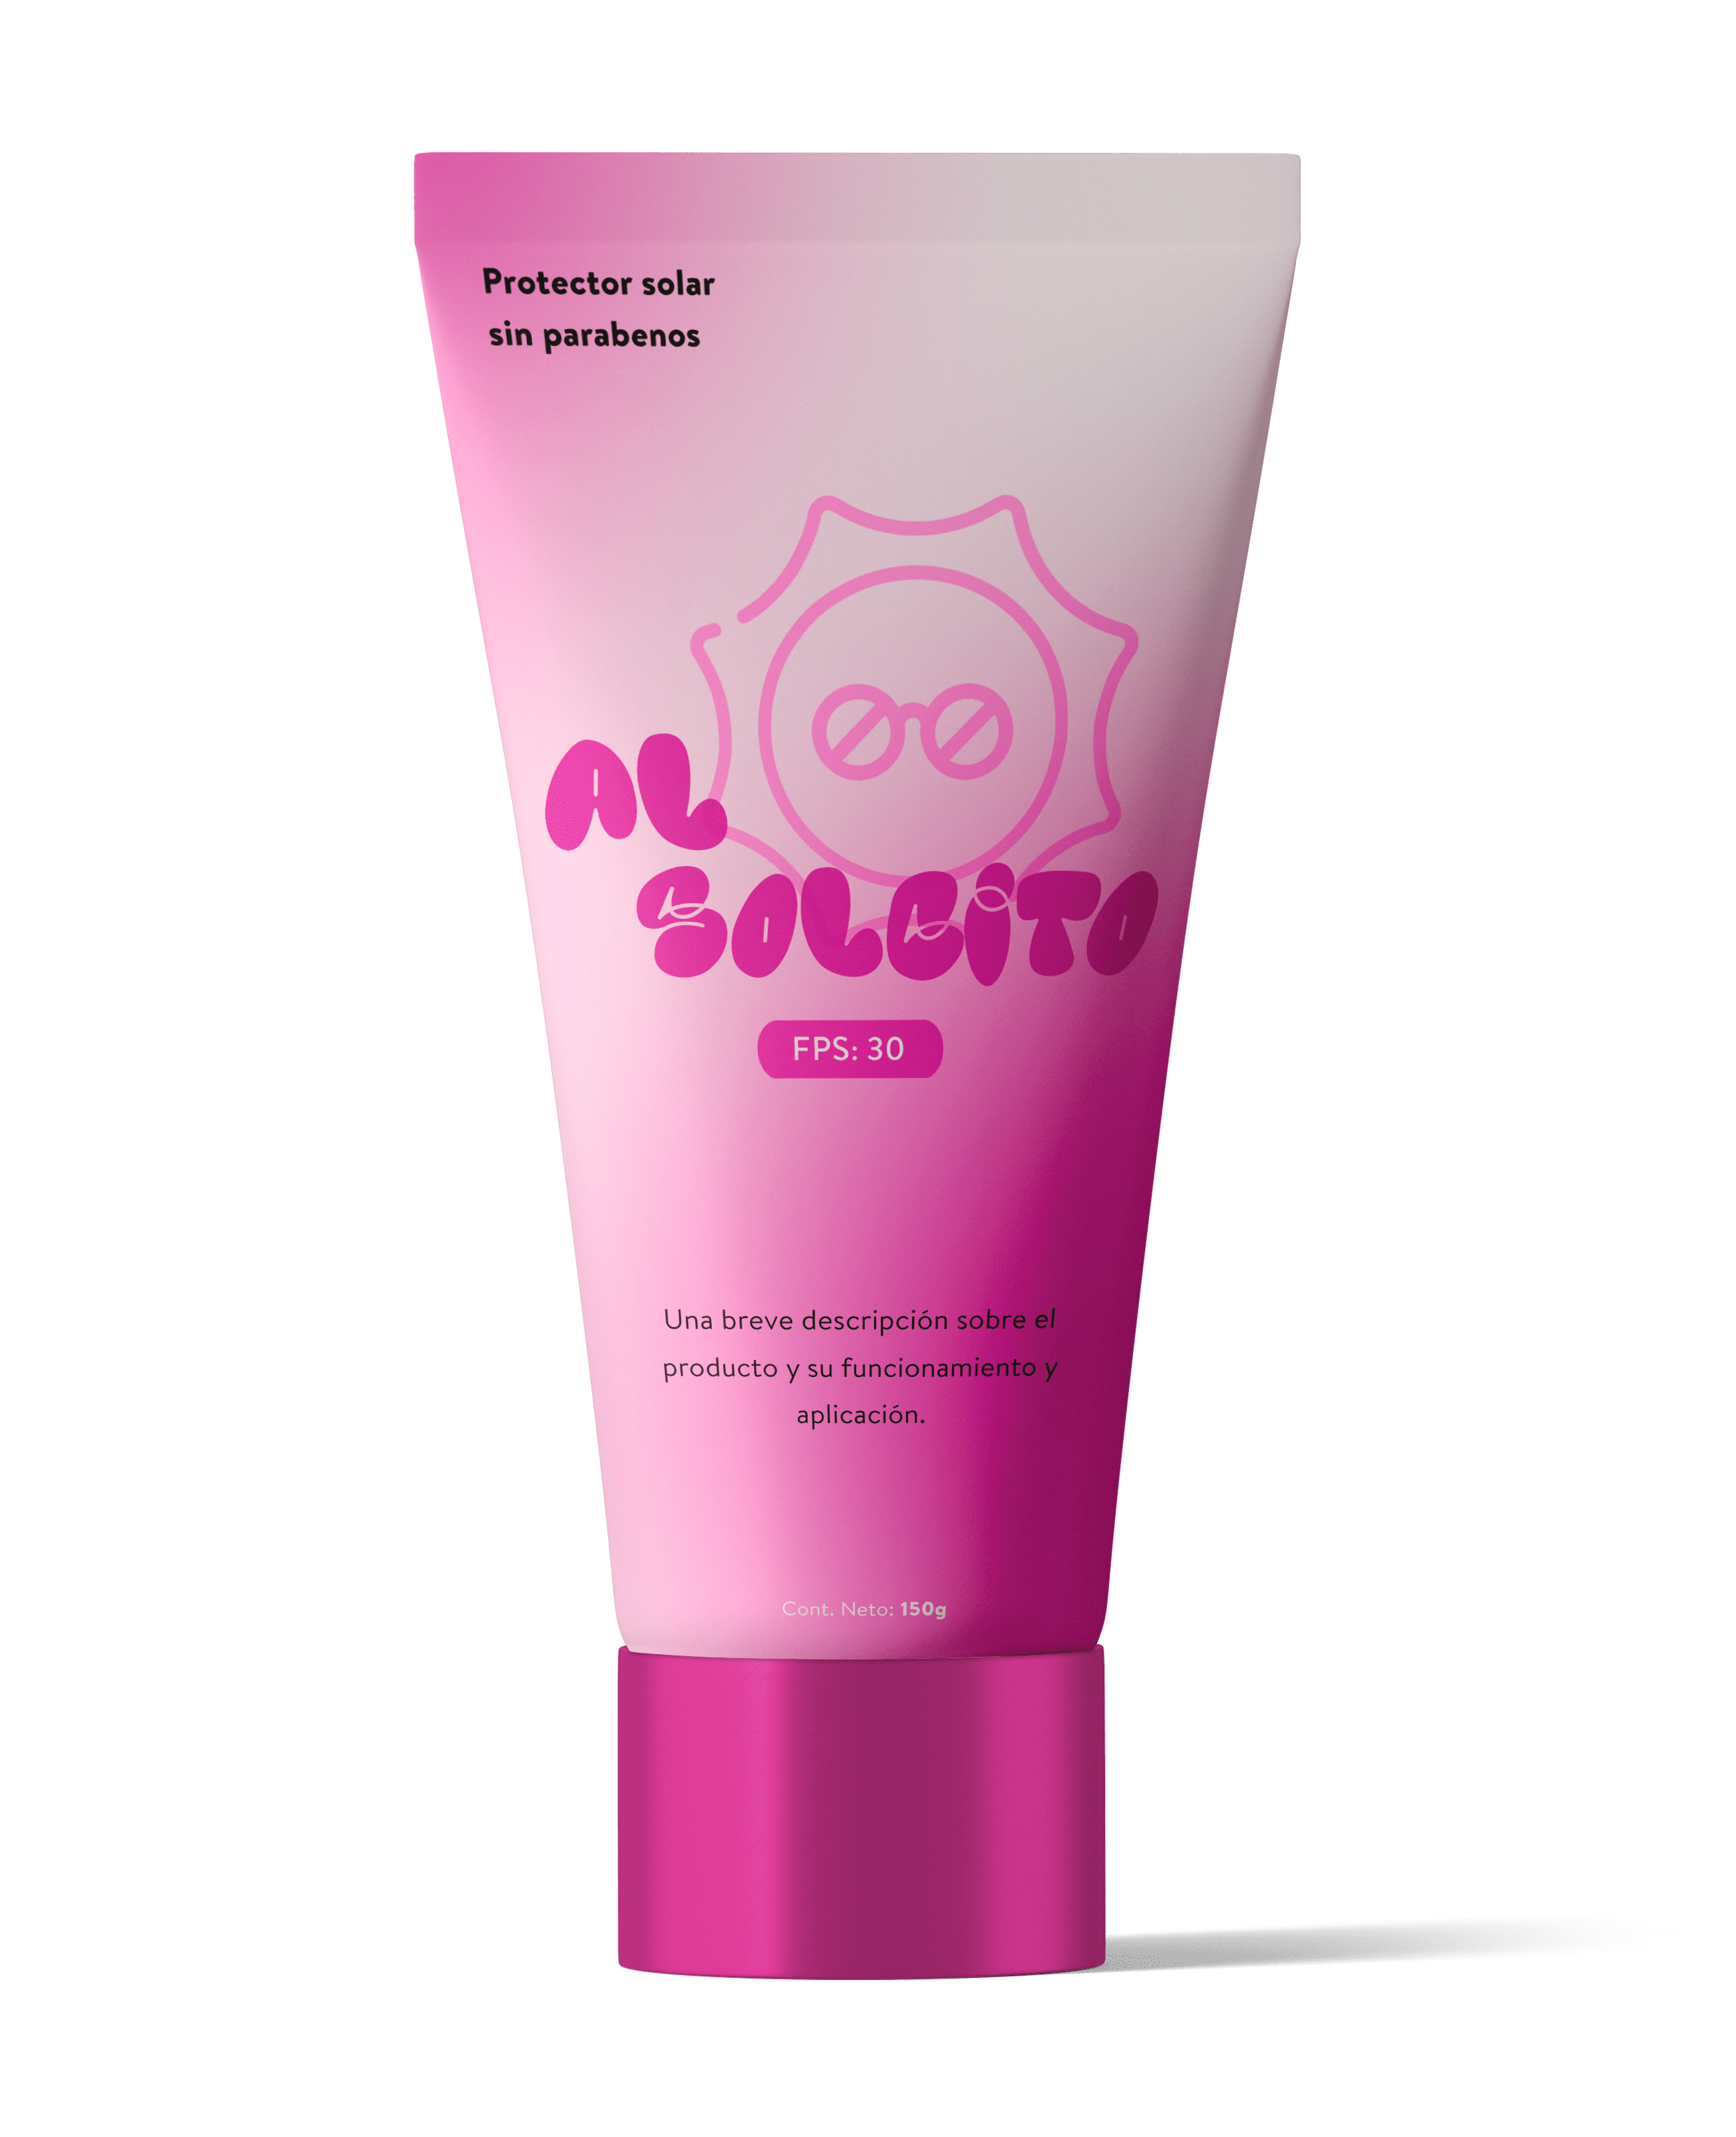 Protector solar
sin parabenos
AL
SOLCITO
FPS: 30
Una breve descripción sobre el
producto y su funcionamiento y
aplicación.
Cont. Neto: 150g